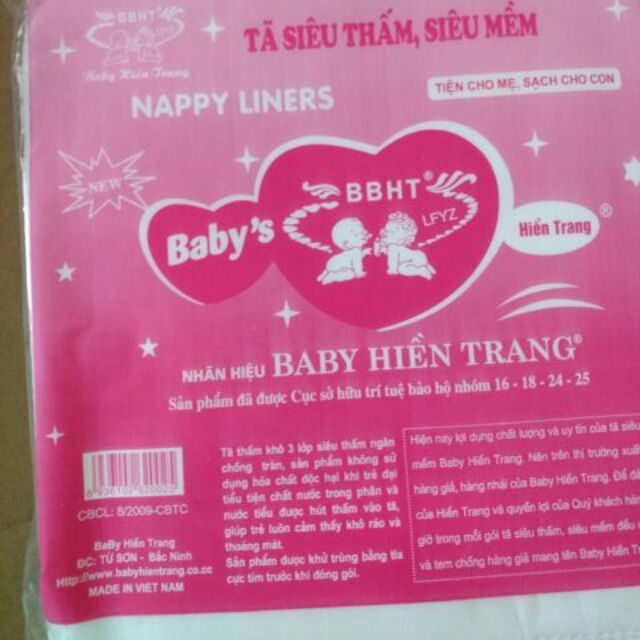 BBHT
LFYZ
Baby Hiền Trang
TÃ SIÊU THẤM, SIÊU MỀM
TIỆN CHO MẸ, SẠCH CHO CON
NAPPY LINERS
NEW
BBHT
LFYZ
Baby's
Hiền Trang ®
NHÃN HIỆU BABY HIỀN TRANG®
Sản phẩm đã được Cục sở hữu trí tuệ bảo hộ nhóm 16 - 18 - 24 - 25
CBCL: 8/2009-CBTC
BaBy Hiền Trang
ĐC: TỪ SƠN - Bắc Ninh
Http://www.babyhientrang.co.cc
MADE IN VIET NAM
Tã thấm khô 3 lớp siêu thấm ngăn
chống tràn, sản phẩm không sử
dụng hóa chất độc hại khi trẻ đại
tiểu tiện chất nước trong phân và
nước tiểu được hút thấm vào tã,
giúp trẻ luôn cảm thấy khô ráo và
thoáng mát.
Sản phẩm được khử trùng bằng tia
cực tím trước khi đóng gói.
Hiện nay lợi dụng chất lượng và uy tín của tã siêu
mềm Baby Hiền Trang. Nên trên thị trường xuất
hàng giả, hàng nhái của Baby Hiền Trang. Để
của Hiền Trang và quyền lợi của Quý khách
giờ trong mỗi gói tã siêu thấm, siêu mềm đều
và tem chống hàng giả mang tên Baby Hiền